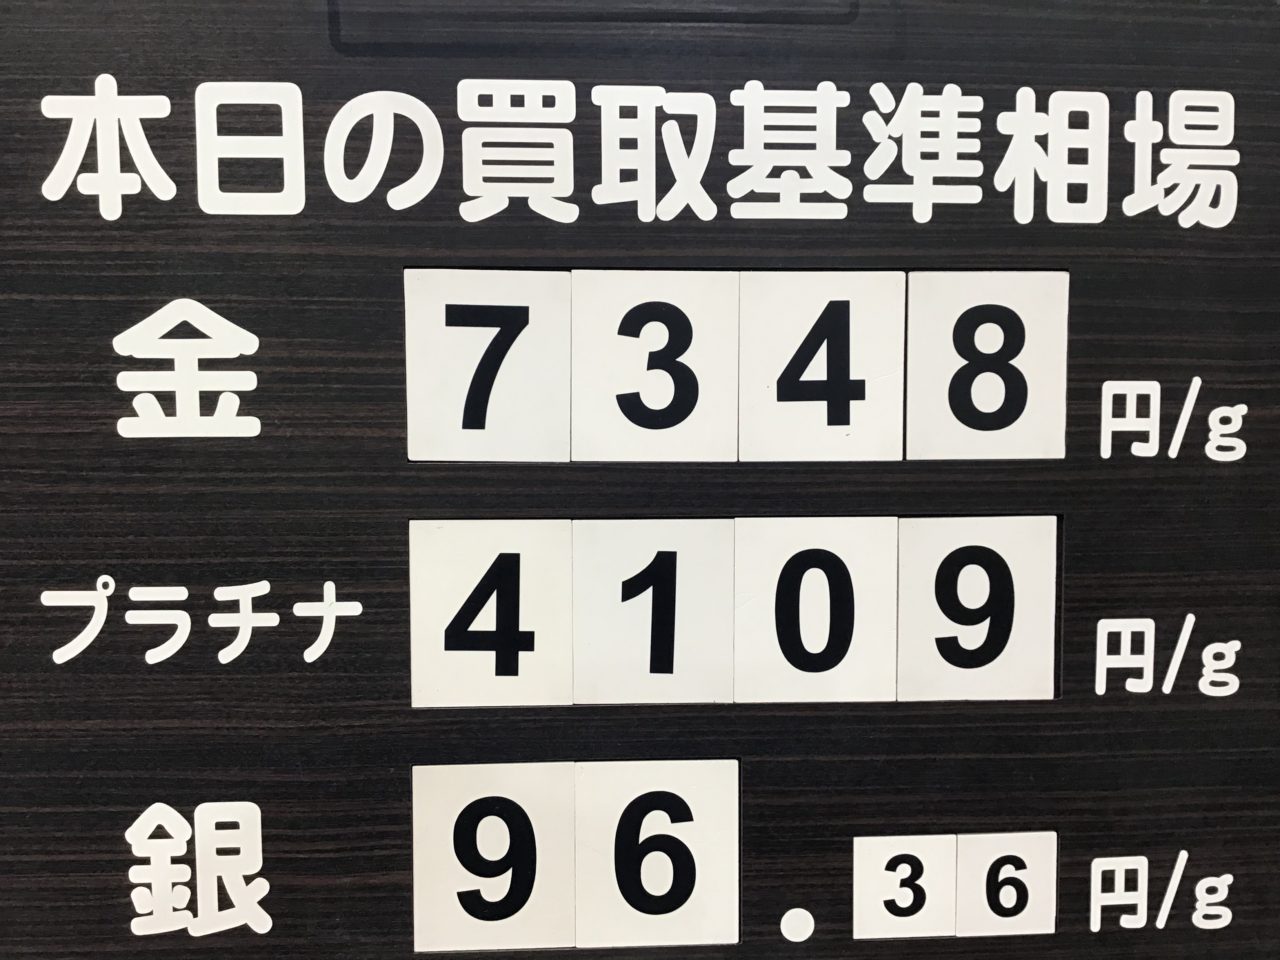 本日の買取基準相場
金 7348 円/g
プラチナ 4109 円/g
銀 96.36 円/g